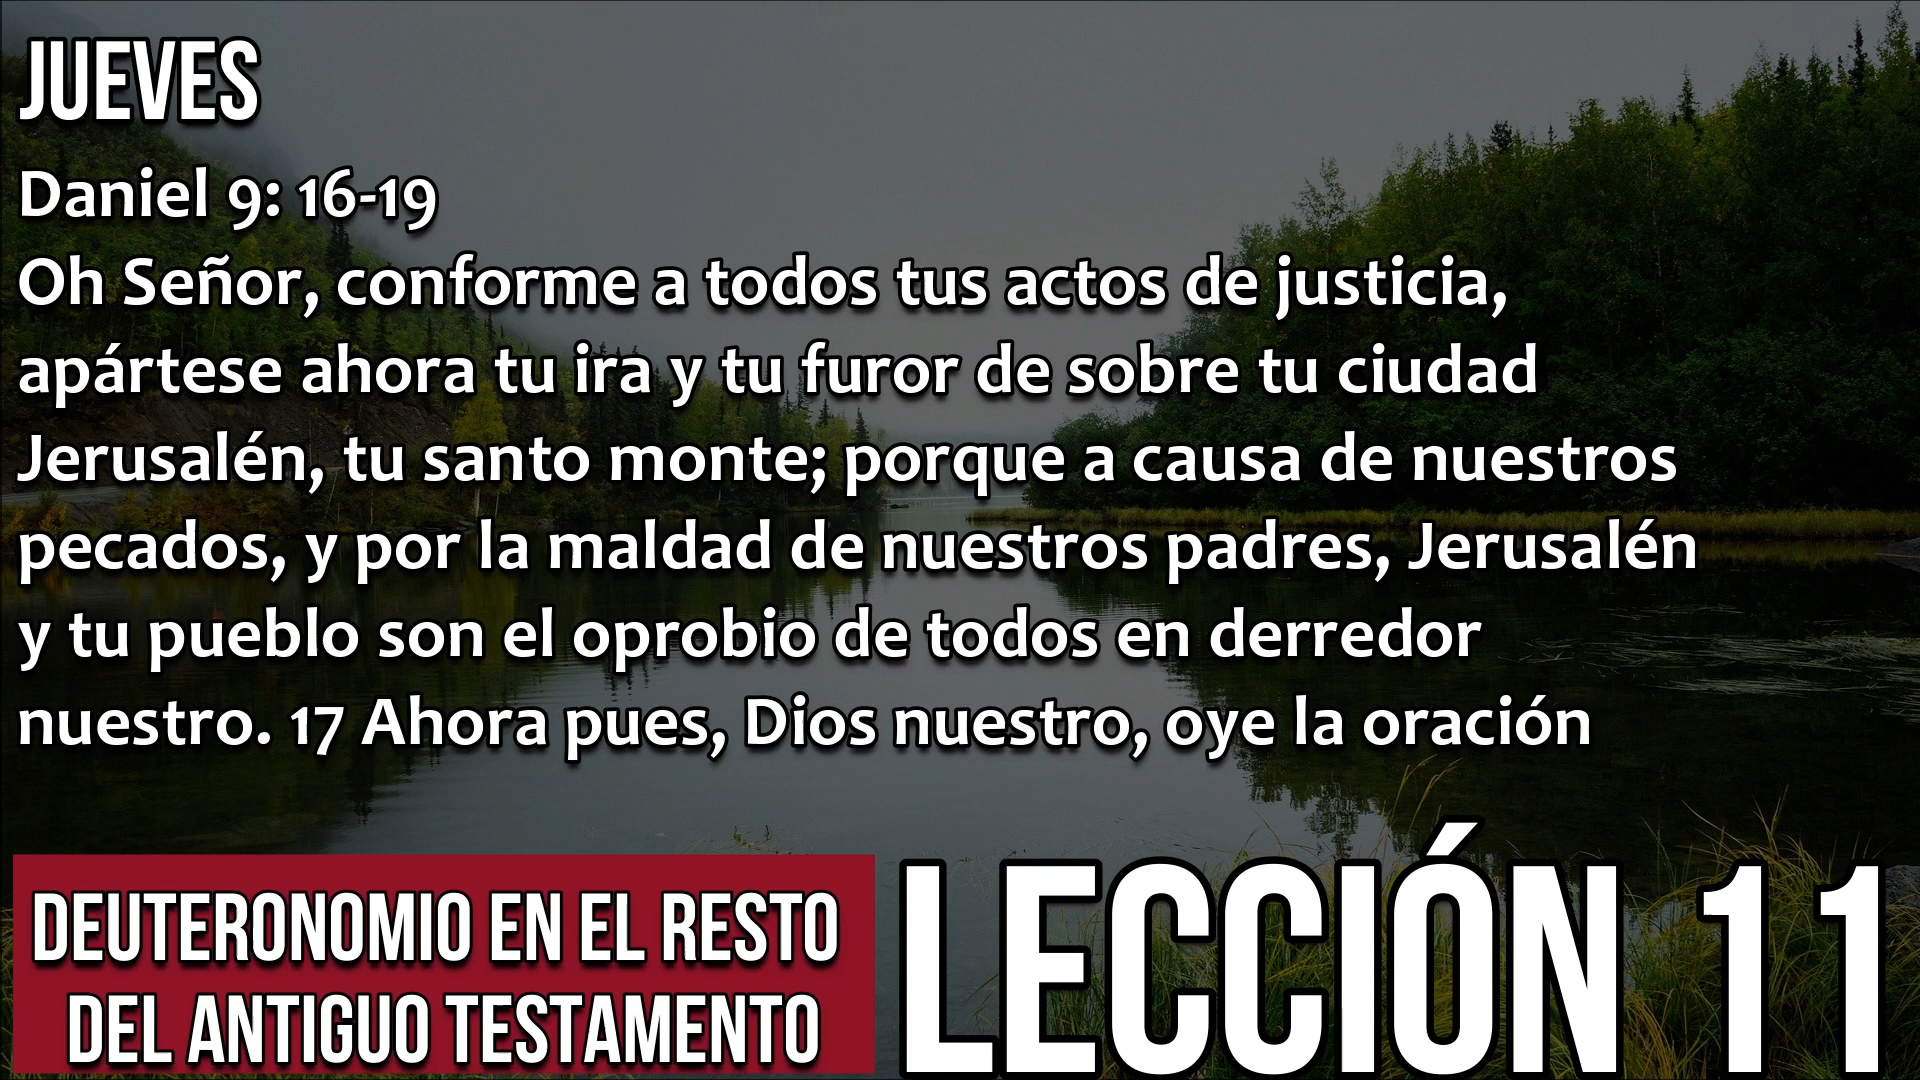 JUEVES
Daniel 9: 16-19
Oh Señor, conforme a todos tus actos de justicia,
apártese ahora tu ira y tu furor de sobre tu ciudad
Jerusalén, tu santo monte; porque a causa de nuestros
pecados, y por la maldad de nuestros padres, Jerusalén
y tu pueblo son el oprobio de todos en derredor
nuestro. 17 Ahora pues, Dios nuestro, oye la oración
DEUTERONOMIO EN EL RESTO
DEL ANTIGUO TESTAMENTO
LECCIÓN 11